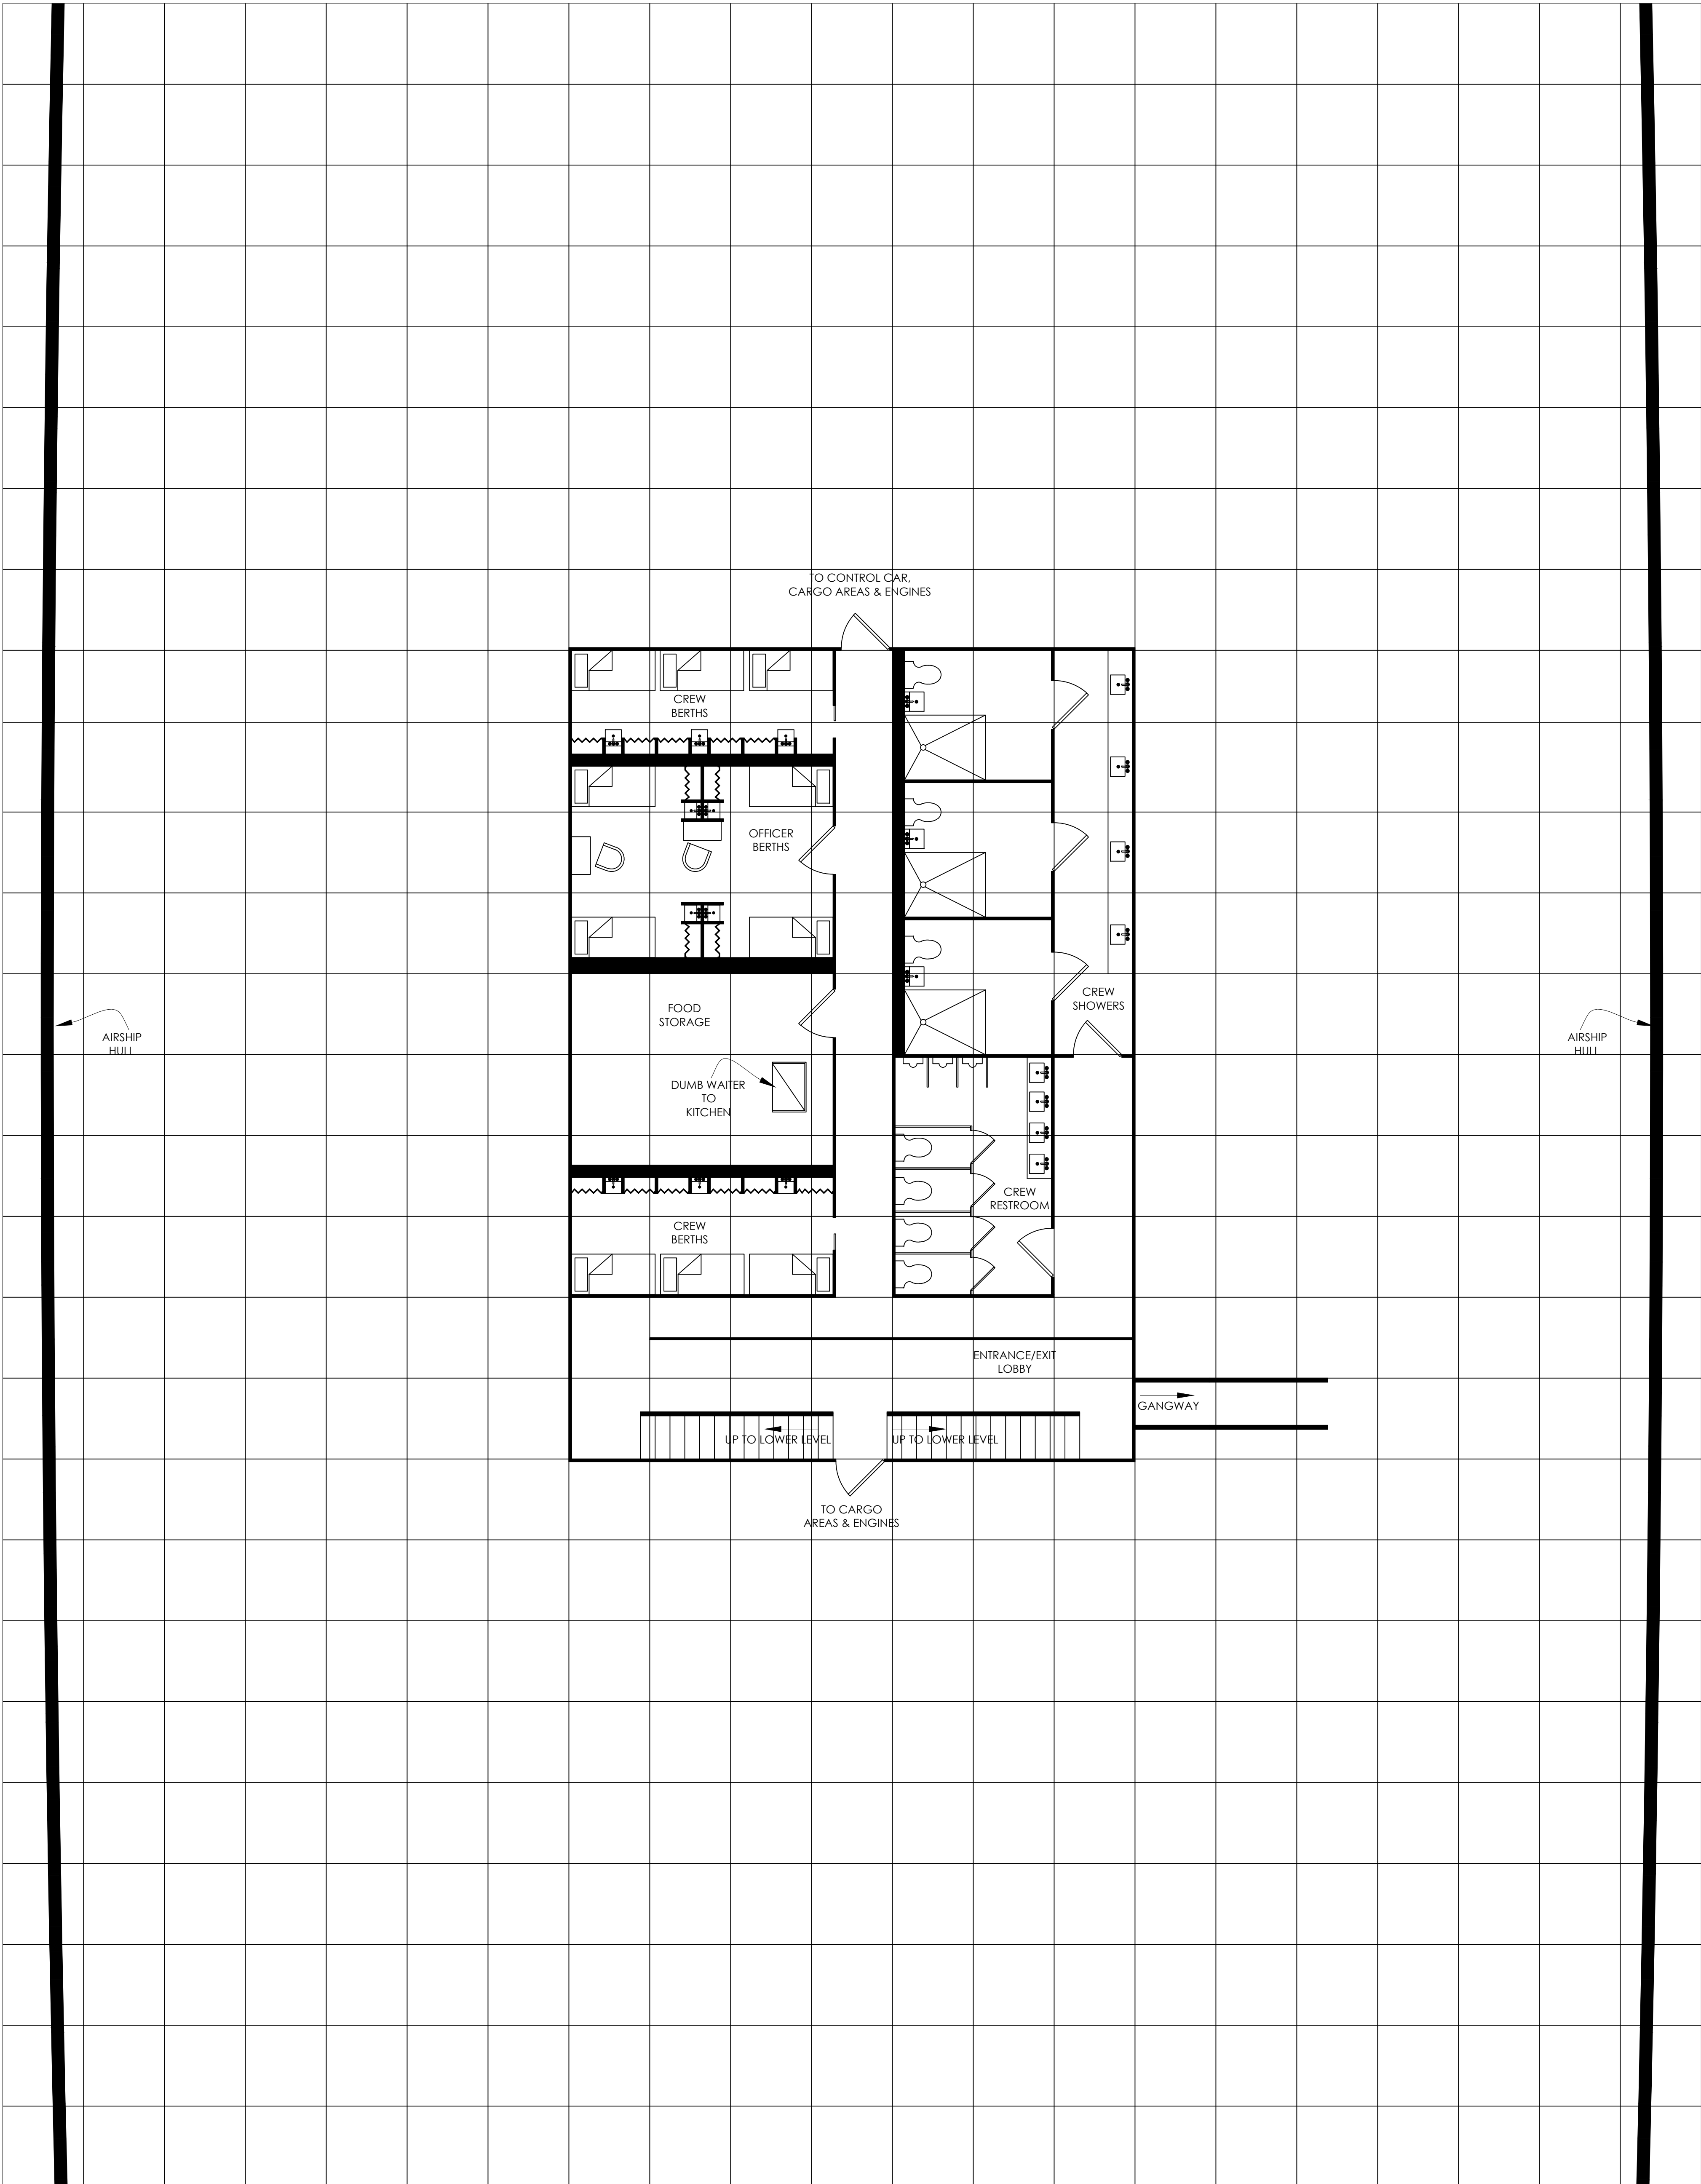 TO CONTROL CAR,
CARGO AREAS & ENGINES
CREW
BERTHS
OFFICER
BERTHS
FOOD
STORAGE
CREW
SHOWERS
AIRSHIP
HULL
AIRSHIP
HULL
DUMB WAITER
TO
KITCHEN
CREW
RESTROOM
CREW
BERTHS
ENTRANCE/EXIT
LOBBY
GANGWAY
UP TO LOWER LEVEL
UP TO LOWER LEVEL
TO CARGO
AREAS & ENGINES